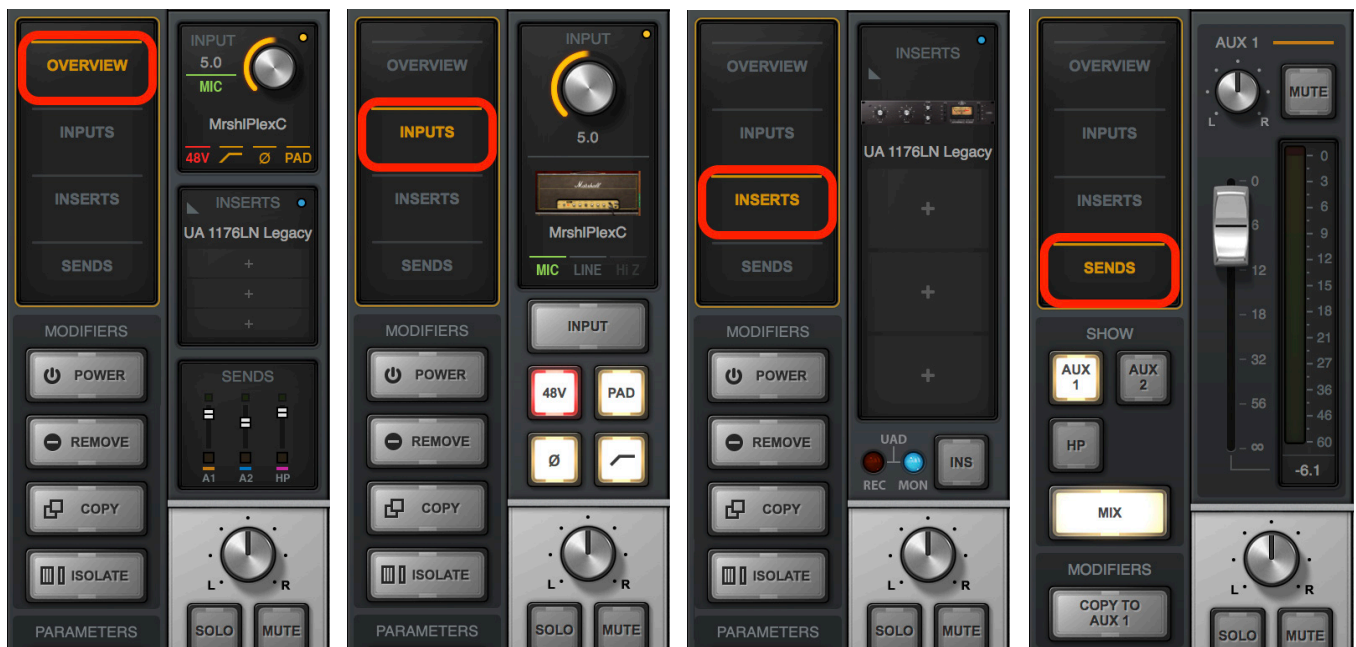 OVERVIEW
INPUTS
INSERTS
SENDS
MODIFIERS
POWER
REMOVE
COPY
ISOLATE
PARAMETERS
INPUT
5.0
MIC
MrshlPlexC
48V Ø PAD
INSERTS
UA 1176LN Legacy
+
+
+
SENDS
A1 A2 HP
L R
SOLO MUTE
OVERVIEW
INPUTS
INSERTS
SENDS
MODIFIERS
POWER
REMOVE
COPY
ISOLATE
PARAMETERS
INPUT
5.0
Marshall
MrshlPlexC
MIC LINE HI Z
INPUT
48V PAD
Ø
L R
SOLO MUTE
OVERVIEW
INPUTS
INSERTS
SENDS
MODIFIERS
POWER
REMOVE
COPY
ISOLATE
PARAMETERS
INSERTS
UA 1176LN Legacy
+
+
+
UAD
REC MON
INS
L R
SOLO MUTE
OVERVIEW
INPUTS
INSERTS
SENDS
SHOW
AUX 1
AUX 2
HP
MIX
MODIFIERS
COPY TO
AUX 1
AUX 1
MUTE
L R
0
6
12
18
32
56
∞
0
3
6
9
12
15
18
21
27
36
46
60
-6.1
L R
SOLO MUTE